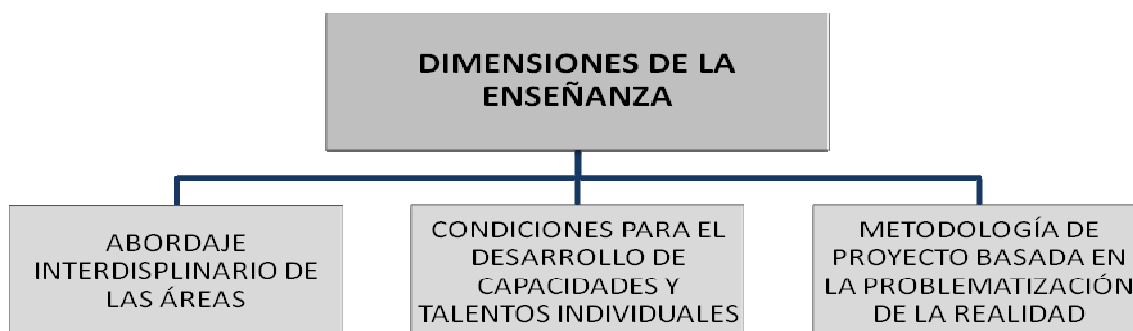 DIMENSIONES DE LA
ENSEÑANZA
ABORDAJE
INTERDISPLINARIO DE
LAS ÁREAS
CONDICIONES PARA EL
DESARROLLO DE
CAPACIDADES Y
TALENTOS INDIVIDUALES
METODOLOGÍA DE
PROYECTO BASADA EN
LA PROBLEMATIZACIÓN
DE LA REALIDAD